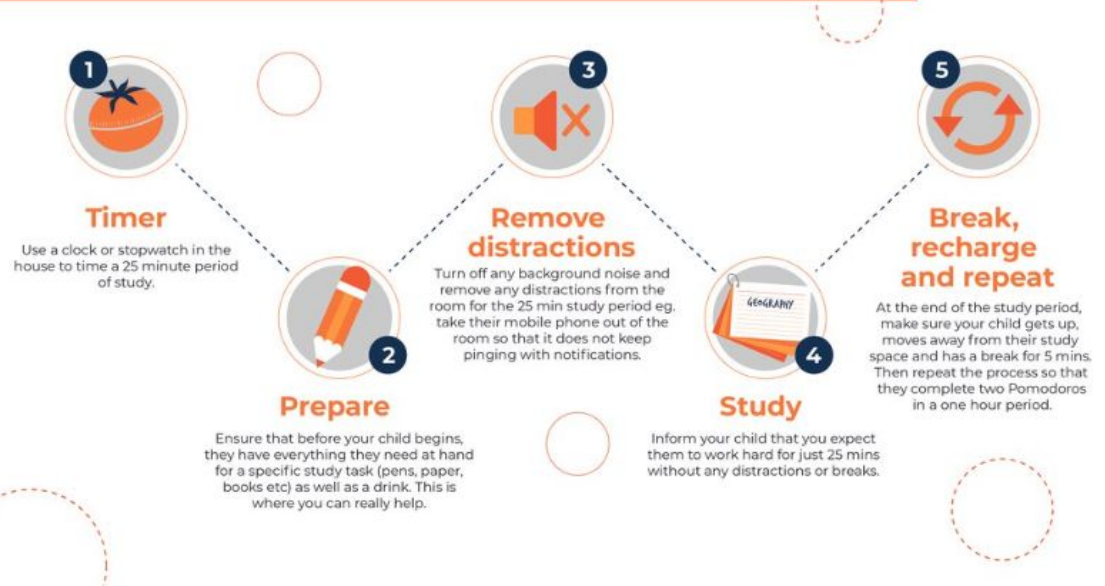 1
Timer
Use a clock or stopwatch in the
house to time a 25 minute period
of study.
2
Prepare
Ensure that before your child begins,
they have everything they need at hand
for a specific study task (pens, paper,
books etc) as well as a drink. This is
where you can really help.
3
Remove
distractions
Turn off any background noise and
remove any distractions from the
room for the 25 min study period eg.
take their mobile phone out of the
room so that it does not keep
pinging with notifications.
GEOGRAPHY
4
Study
Inform your child that you expect
them to work hard for just 25 mins
without any distractions or breaks.
5
Break,
recharge
and repeat
At the end of the study period,
make sure your child gets up,
moves away from their study
space and has a break for 5 mins.
Then repeat the process so that
they complete two Pomodoros
in a one hour period.